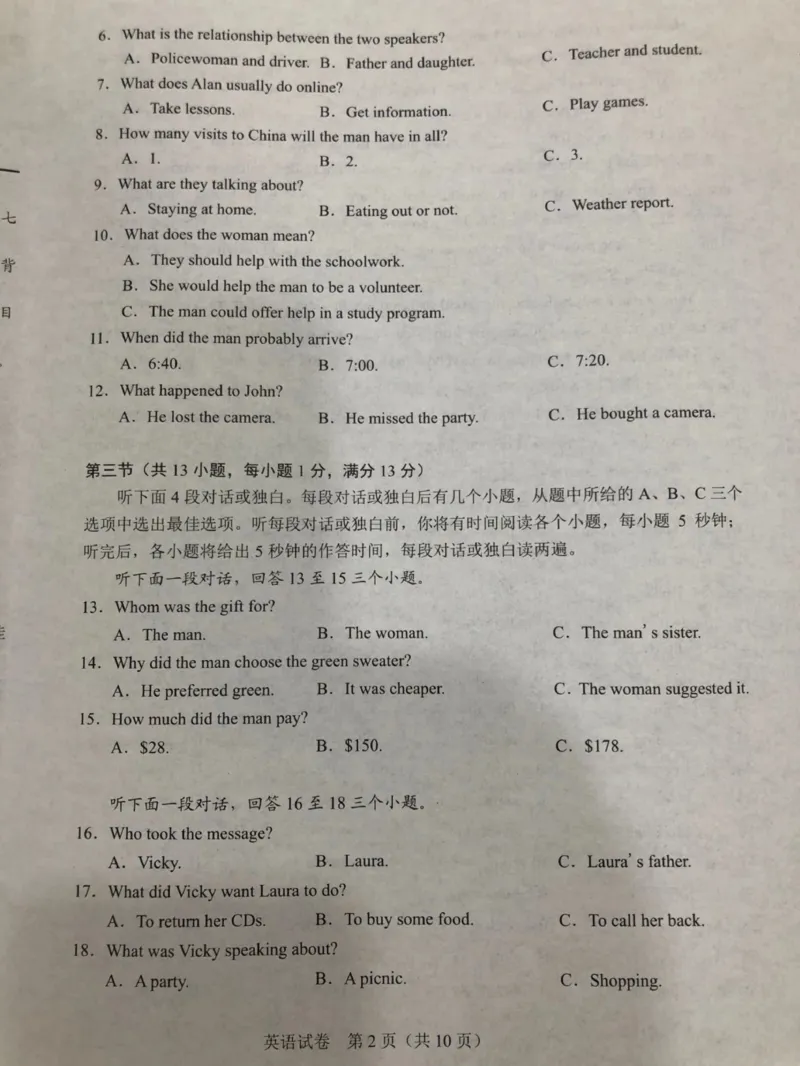 6. What is the relationship between the two speakers?
A. Policewoman and driver. B. Father and daughter. C. Teacher and student.
7. What does Alan usually do online?
A. Take lessons. B. Get information. C. Play games.
8. How many visits to China will the man have in all?
A. 1. B. 2. C. 3.
9. What are they talking about?
A. Staying at home. B. Eating out or not. C. Weather report.
10. What does the woman mean?
A. They should help with the schoolwork.
B. She would help the man to be a volunteer.
C. The man could offer help in a study program.
11. When did the man probably arrive?
A. 6:40. B. 7:00. C. 7:20.
12. What happened to John?
A. He lost the camera. B. He missed the party. C. He bought a camera.
第三节（共 13 小题，每小题 1 分，满分 13 分）
听下面 4 段对话或独白。每段对话或独白后有几个小题，从题中所给的 A、B、C 三个
选项中选出最佳选项。听每段对话或独白前，你将有时间阅读各个小题，每小题 5 秒钟；
听完后，各小题将给出 5 秒钟的作答时间，每段对话或独白读两遍。
听下面一段对话，回答 13 至 15 三个小题。
13. Whom was the gift for?
A. The man. B. The woman. C. The man's sister.
14. Why did the man choose the green sweater?
A. He preferred green. B. It was cheaper. C. The woman suggested it.
15. How much did the man pay?
A. $28. B. $150. C. $178.
听下面一段对话，回答 16 至 18 三个小题。
16. Who took the message?
A. Vicky. B. Laura. C. Laura's father.
17. What did Vicky want Laura to do?
A. To return her CDs. B. To buy some food. C. To call her back.
18. What was Vicky speaking about?
A. A party. B. A picnic. C. Shopping.
英语试卷 第 2 页（共 10 页）
七
背
目